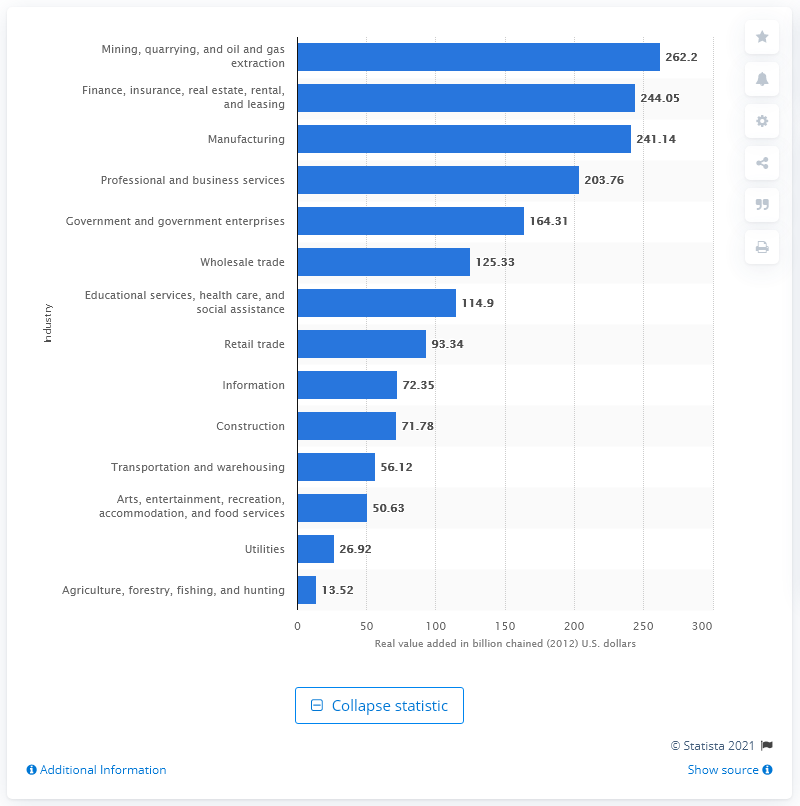 Mining, quarrying, and oil and gas
extraction
262.2
Finance, insurance, real estate, rental,
and leasing
244.05
Manufacturing
241.14
Professional and business services
203.76
Government and government enterprises
164.31
Wholesale trade
125.33
Educational services, health care, and
social assistance
114.9
Retail trade
93.34
Information
72.35
Construction
71.78
Transportation and warehousing
56.12
Arts, entertainment, recreation,
accommodation, and food services
50.63
Utilities
26.92
Agriculture, forestry, fishing, and hunting
13.52
Industry
0 50 100 150 200 250 300
Real value added in billion chained (2012) U.S. dollars
Collapse statistic
© Statista 2021
Additional Information
Show source